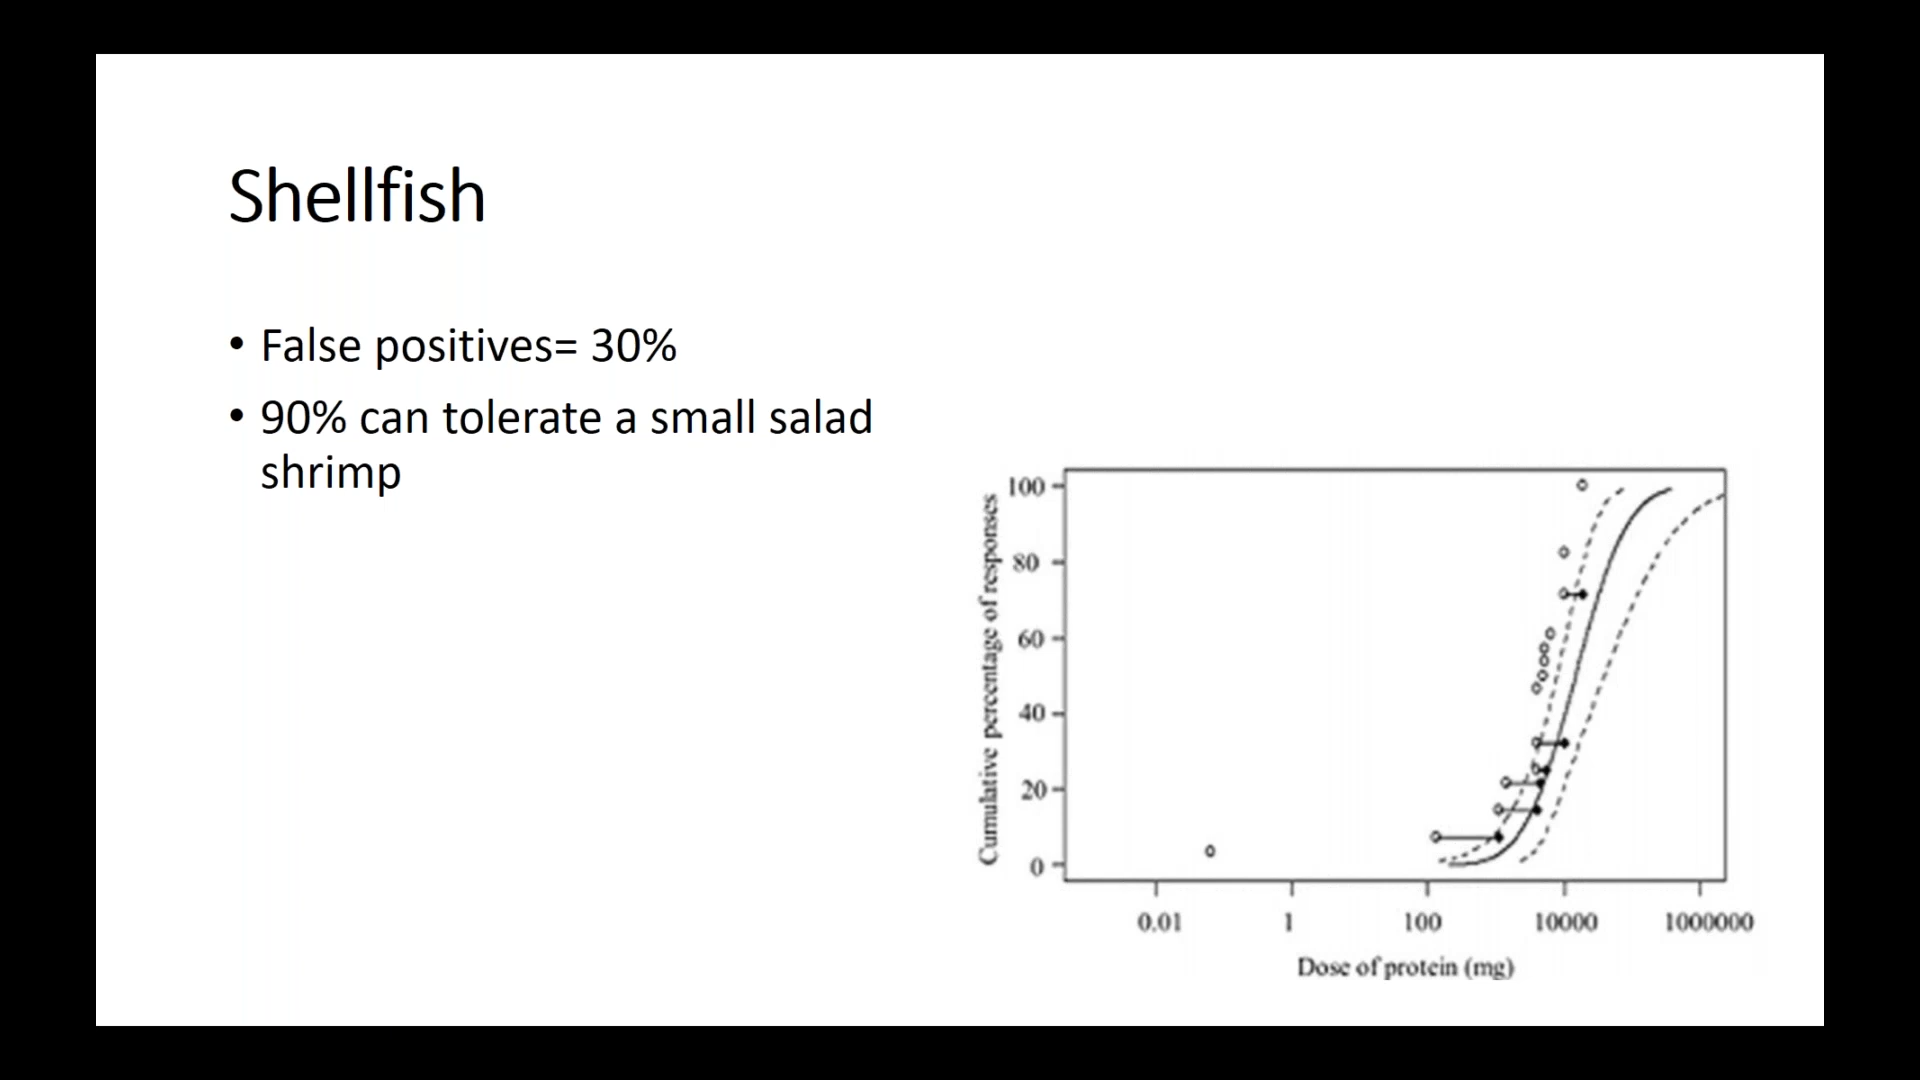 Shellfish
• False positives= 30%
• 90% can tolerate a small salad
shrimp
Cumulative percentage of responses
100
80
60
40
20
0
0.01
1
100
10000
1000000
Dose of protein (mg)